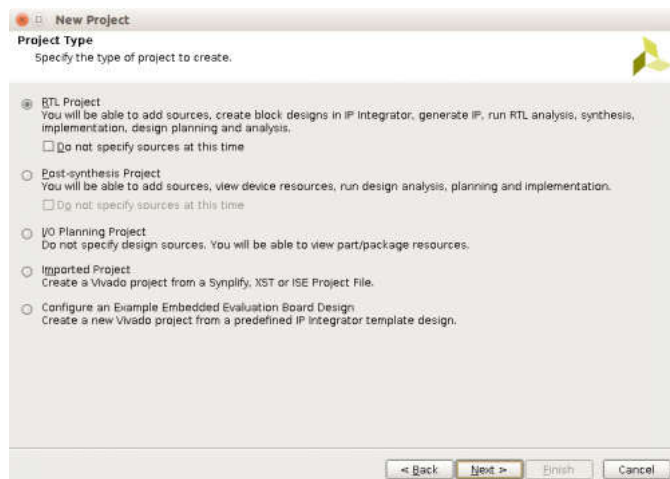 New Project
Project Type
Specify the type of project to create.
RTL Project
You will be able to add sources, create block designs in IP Integrator, generate IP, run RTL analysis, synthesis,
implementation, design planning and analysis.
Do not specify sources at this time
Post-synthesis Project
You will be able to add sources, view device resources, run design analysis, planning and implementation.
Do not specify sources at this time
I/O Planning Project
Do not specify design sources. You will be able to view part/package resources.
Imported Project
Create a Vivado project from a Synplify, XST or ISE Project File.
Configure an Example Embedded Evaluation Board Design
Create a new Vivado project from a predefined IP Integrator template design.
< Back Next > Finish Cancel